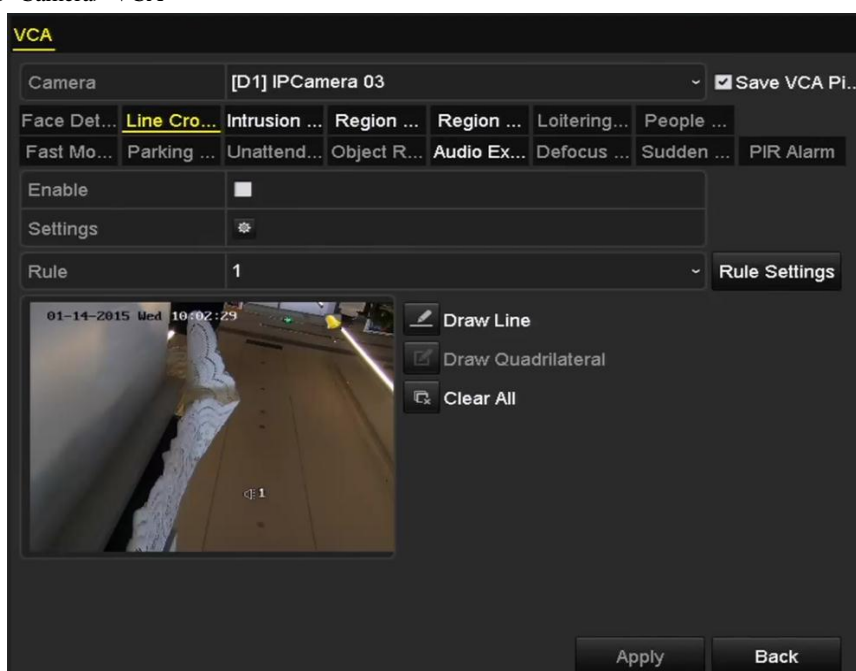 VCA
Camera [D1] IPCamera 03 Save VCA Pi..
Face Det... Line Cro... Intrusion ... Region ... Region ... Loitering... People ...
Fast Mo... Parking ... Unattend... Object R... Audio Ex... Defocus ... Sudden ... PIR Alarm
Enable
Settings
Rule 1 Rule Settings
01-14-2015 Wed 10:02:29
Draw Line
Draw Quadrilateral
Clear All
1
Apply Back